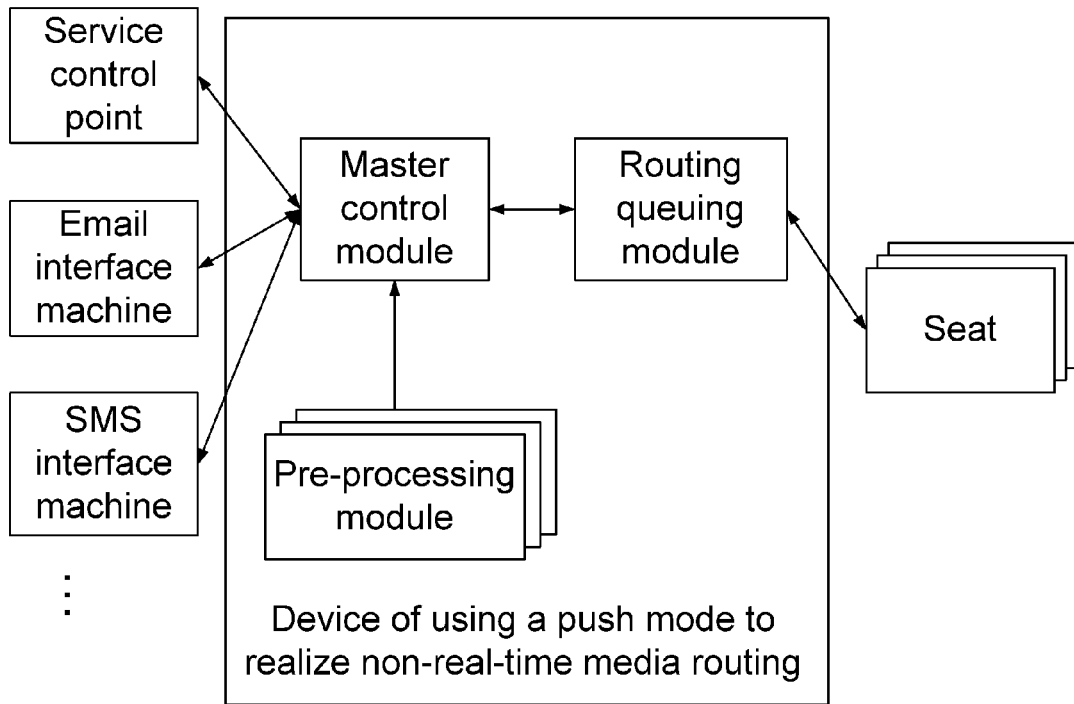 Service
control
point
Email
interface
machine
SMS
interface
machine
Master
control
module
Routing
queuing
module
Seat
Pre-processing
module
Device of using a push mode to
realize non-real-time media routing